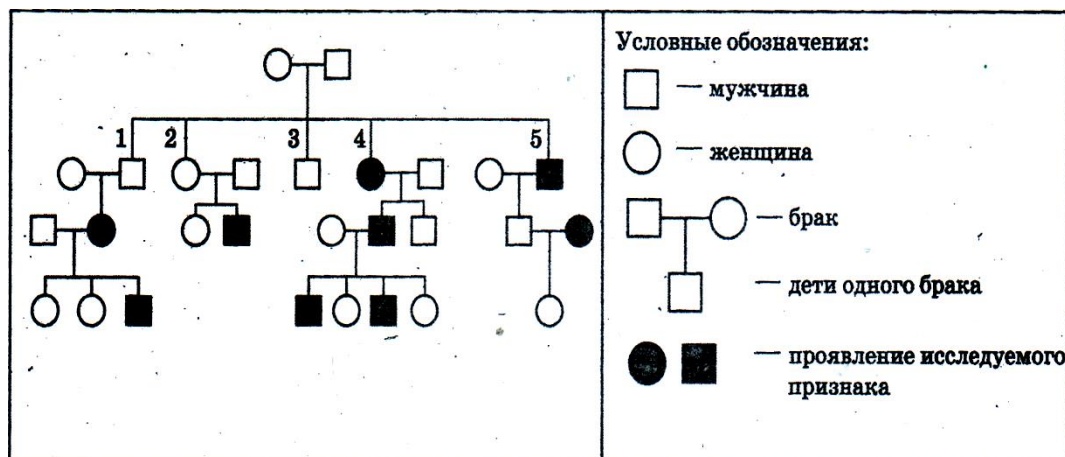 Условные обозначения:
— мужчина
— женщина
— брак
— дети одного брака
— проявление исследуемого
признака
1 2 3 4 5